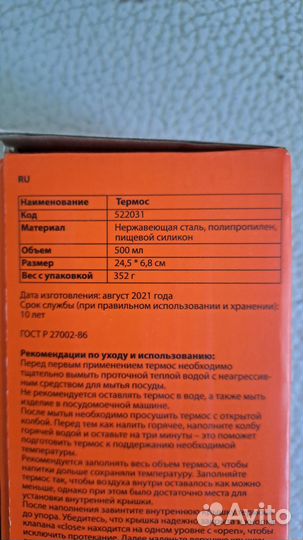 RU
Наименование Термос
Код 522031
Материал Нержавеющая сталь, полипропилен,
пищевой силикон
Объем 500 мл
Размер 24,5 * 6,8 см
Вес с упаковкой 352 г
Дата изготовления: август 2021 года
Срок службы (при правильном использовании и хранении):
10 лет
ГОСТ Р 27002-86
Рекомендации по уходу и использованию:
Перед первым применением термос необходимо
тщательно вымыть проточной теплой водой с неагрессив-
ным средством для мытья посуды.
Не рекомендуется оставлять термос в воде, а также мыть
изделие в посудомоечной машине.
После мытья необходимо просушить термос с открытой
колбой. Перед тем как налить горячее, наполните колбу
горячей водой и оставьте на три минуты – это поможет
подготовить термос к поддержанию необходимой
температуры.
Рекомендуется заполнять весь объем термоса, чтобы
напитки дольше сохраняли температуру. Заполняйте
термос так, чтобы воздуха внутри оставалось как можно
меньше, однако при этом было достаточно места для
установки внутренней крышки.
После наполнения завинтите внутреннюю
до упора. Убедитесь, что крышка надежно
клапана «close» находится на одном уровне с «open», чтобы
исключить протекание. Далее
Avito